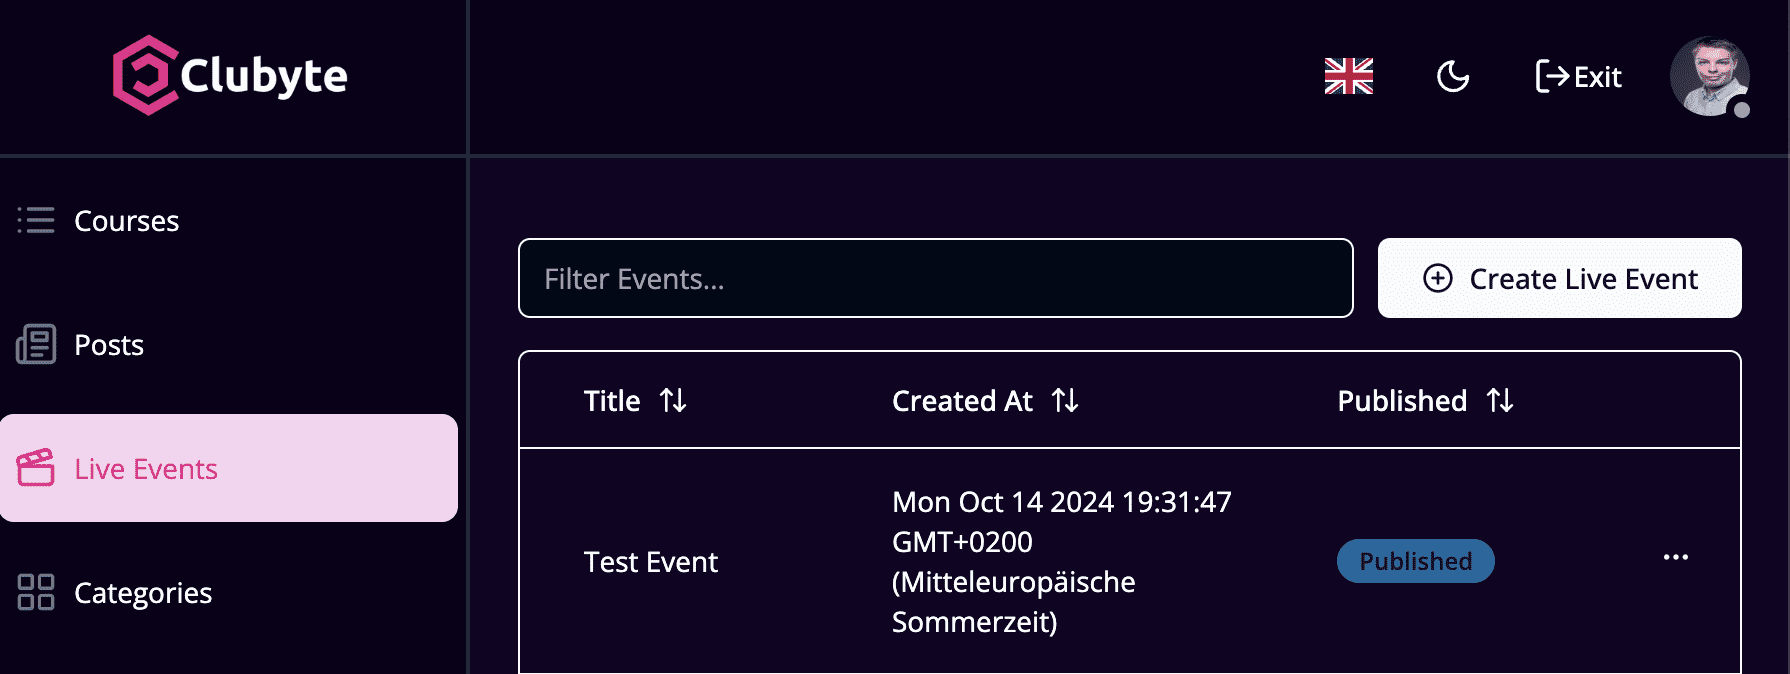 Clubyte
Exit
Courses
Posts
Live Events
Categories
Filter Events...
Create Live Event
Title
Created At
Published
Test Event
Mon Oct 14 2024 19:31:47
GMT+0200
(Mitteleuropäische
Sommerzeit)
Published